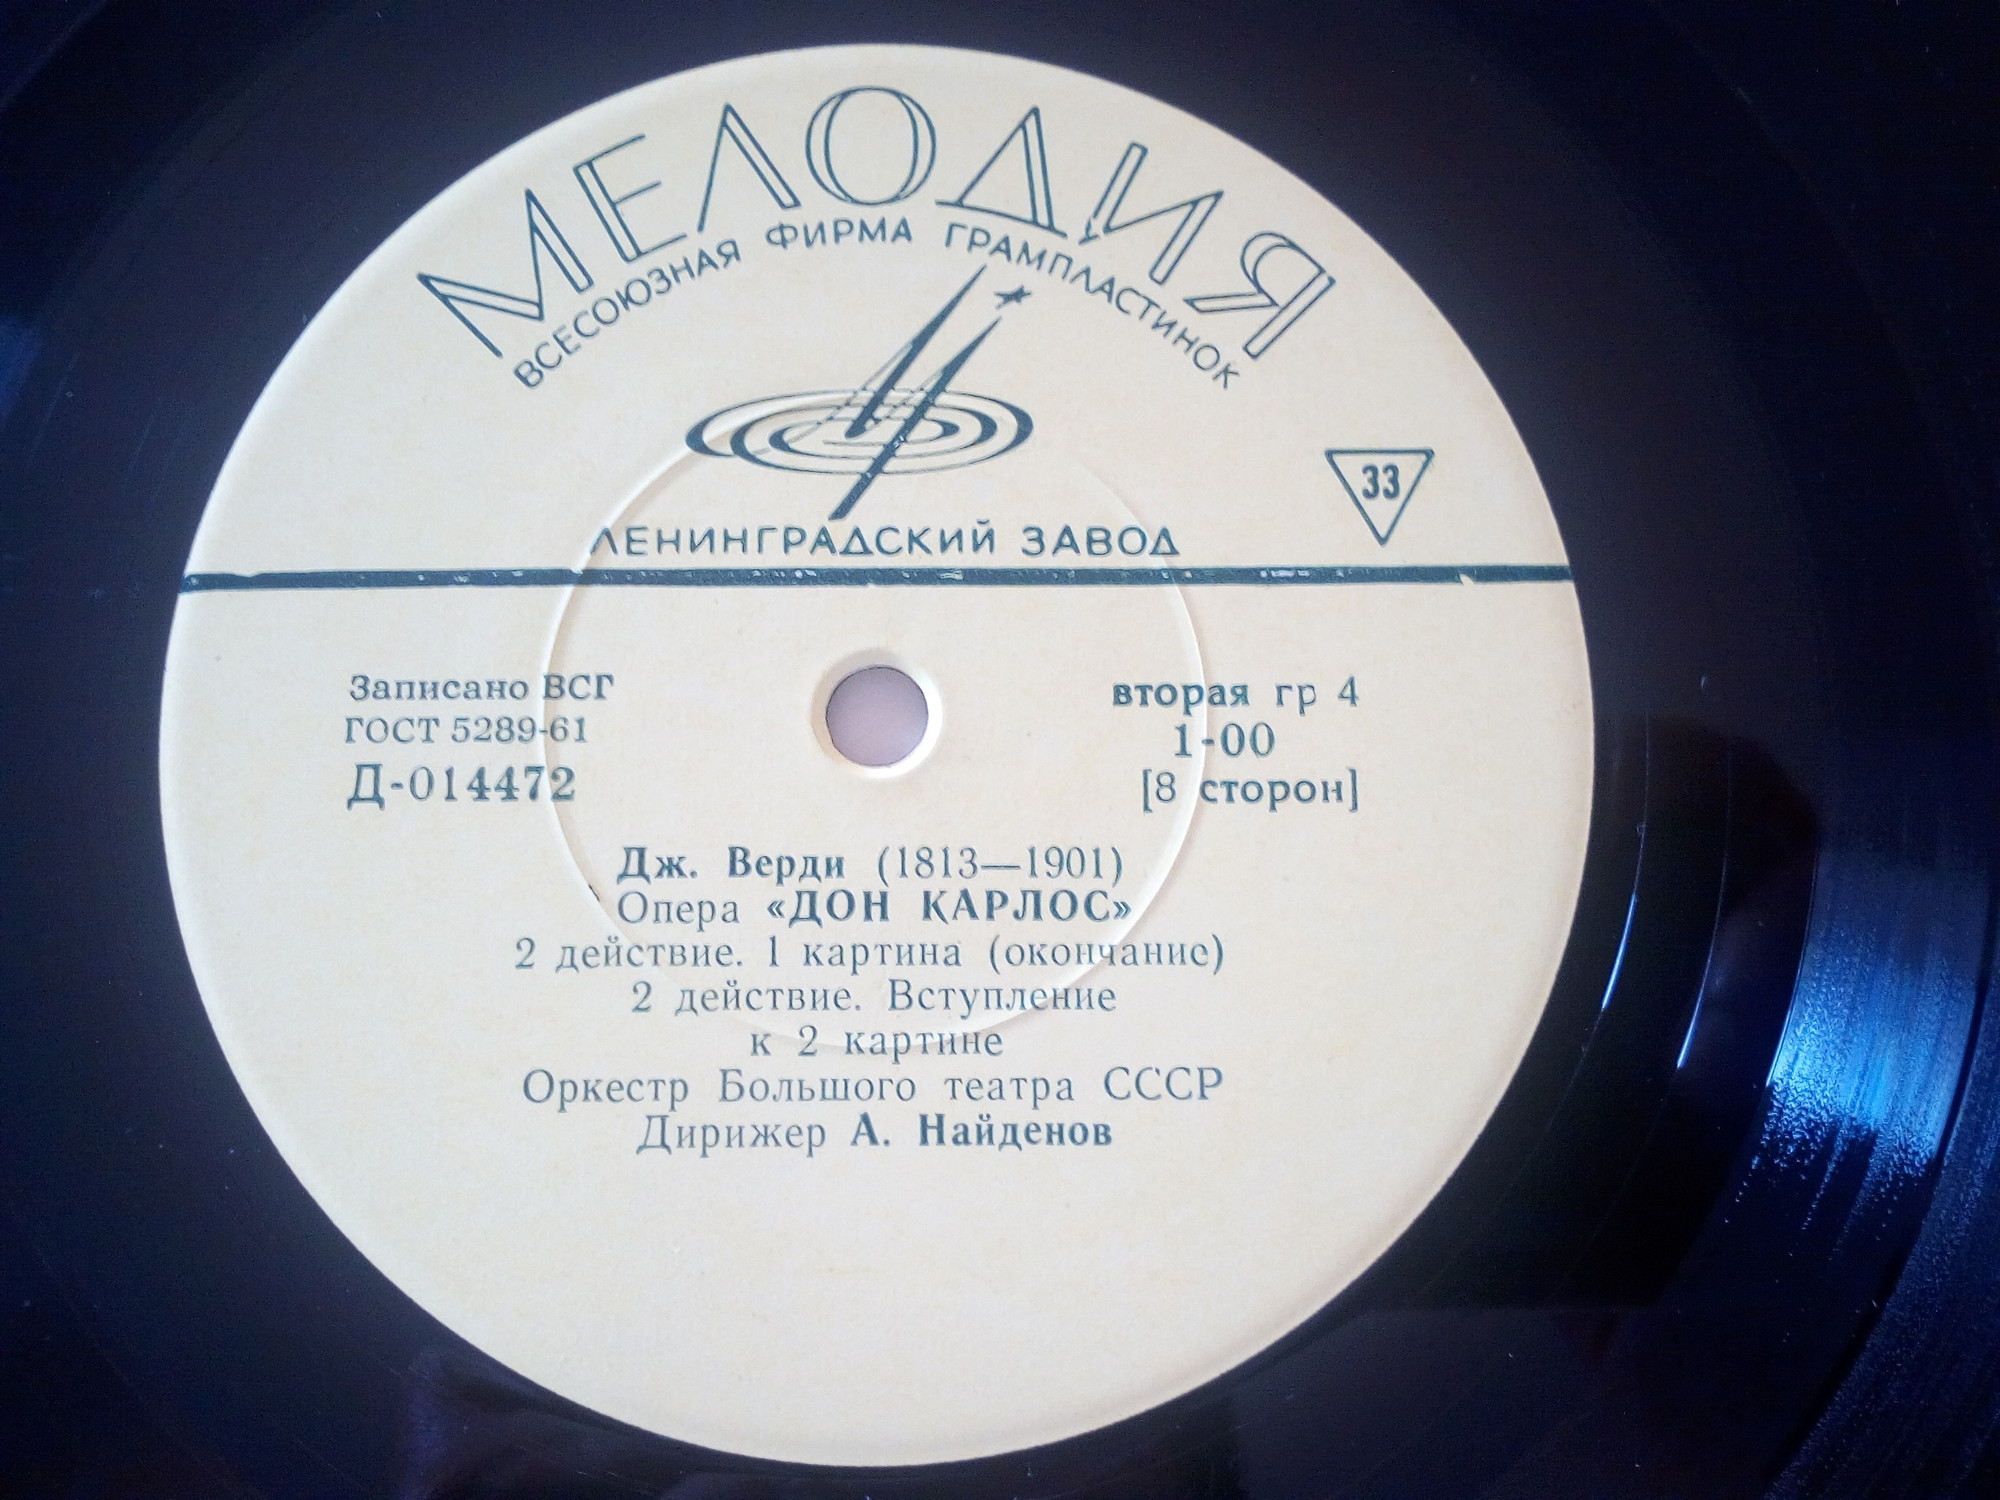 МЕЛОДИЯ
ВСЕСОЮЗНАЯ ФИРМА ГРАМПЛАСТИНОК
33
ЛЕНИНГРАДСКИЙ ЗАВОД
Записано ВСГ
ГОСТ 5289-61
Д-014472
вторая гр 4
1-00
[8 сторон]
Дж. Верди (1813—1901)
Опера «ДОН КАРЛОС»
2 действие. 1 картина (окончание)
2 действие. Вступление
к 2 картине
Оркестр Большого театра СССР
Дирижер А. Найденов